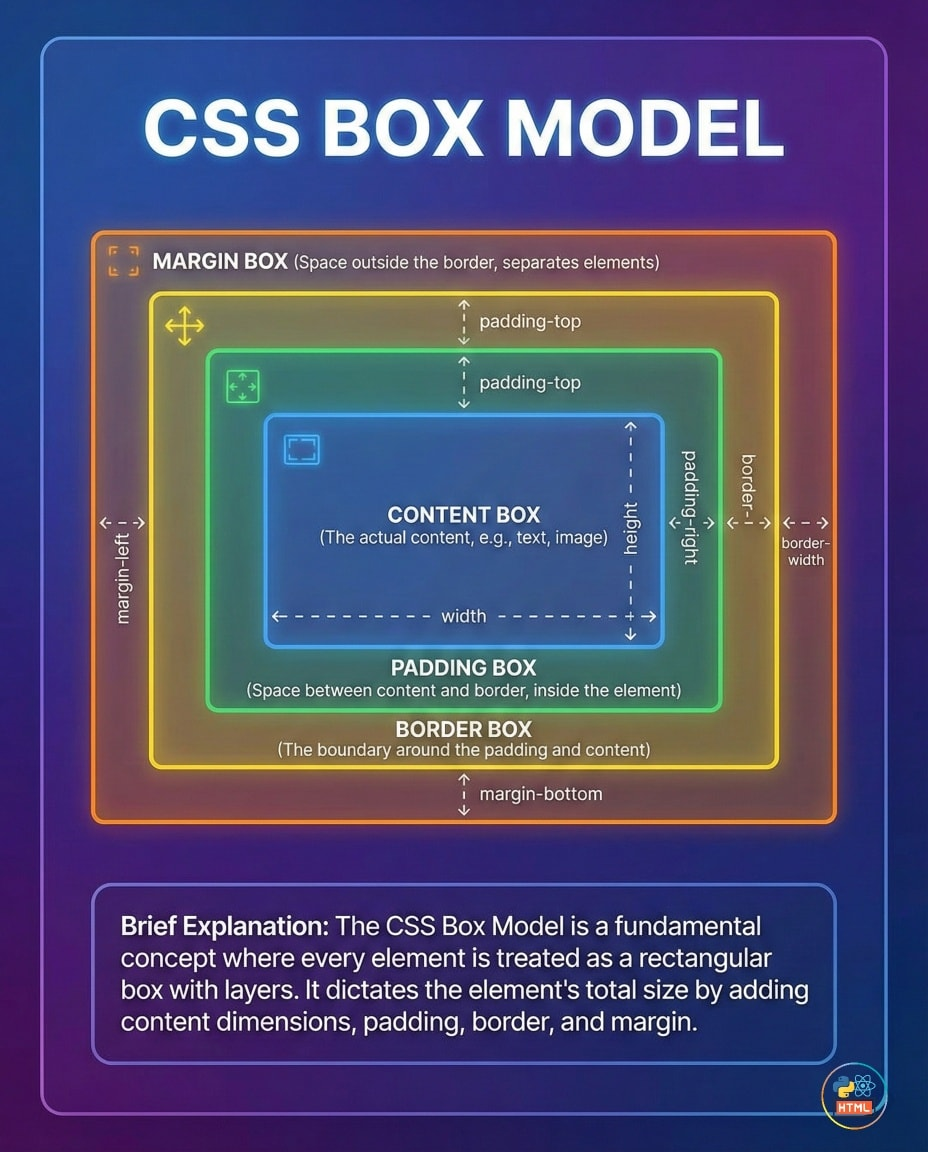 CSS BOX MODEL
MARGIN BOX (Space outside the border, separates elements)
padding-top
padding-top
CONTENT BOX
(The actual content, e.g., text, image)
height
padding-right
border-
border-
width
margin-left
width
PADDING BOX
(Space between content and border, inside the element)
BORDER BOX
(The boundary around the padding and content)
margin-bottom
Brief Explanation: The CSS Box Model is a fundamental
concept where every element is treated as a rectangular
box with layers. It dictates the element's total size by adding
content dimensions, padding, border, and margin.
HTML